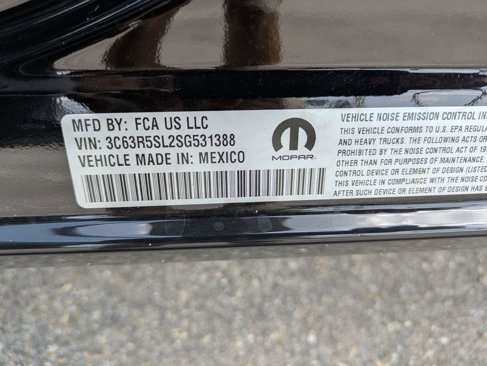 MFD BY: FCA US LLC
VIN: 3C63R5SL2SG531388
VEHICLE MADE IN: MEXICO
MOPAR
VEHICLE NOISE EMISSION CONTROL IN
THIS VEHICLE CONFORMS TO U.S. EPA REGULA
AND HEAVY TRUCKS. THE FOLLOWING ACTS OR
PROHIBITED BY THE NOISE CONTROL ACT OF 19
OTHER THAN FOR PURPOSES OF MAINTENANCE,
CONTROL DEVICE OR ELEMENT OF DESIGN (LISTED
THIS VEHICLE IN COMPLIANCE WITH THE NOISE CO
AFTER SUCH DEVICE OR ELEMENT OF DESIGN HAS B